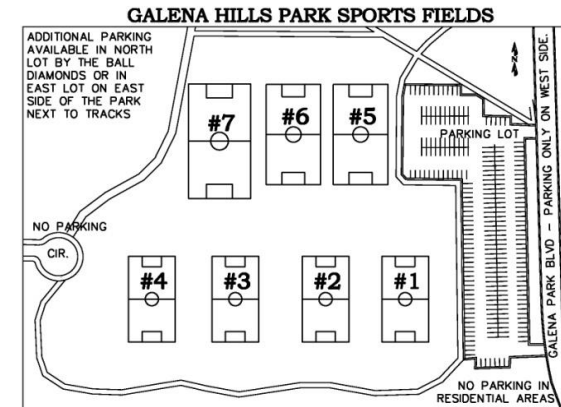 GALENA HILLS PARK SPORTS FIELDS
ADDITIONAL PARKING
AVAILABLE IN NORTH
LOT BY THE BALL
DIAMONDS OR IN
EAST LOT ON EAST
SIDE OF THE PARK
NEXT TO TRACKS
N
#7
#6
#5
PARKING LOT
GALENA PARK BLVD - PARKING ONLY ON WEST SIDE.
NO PARKING
CIR.
#4
#3
#2
#1
NO PARKING IN
RESIDENTIAL AREAS